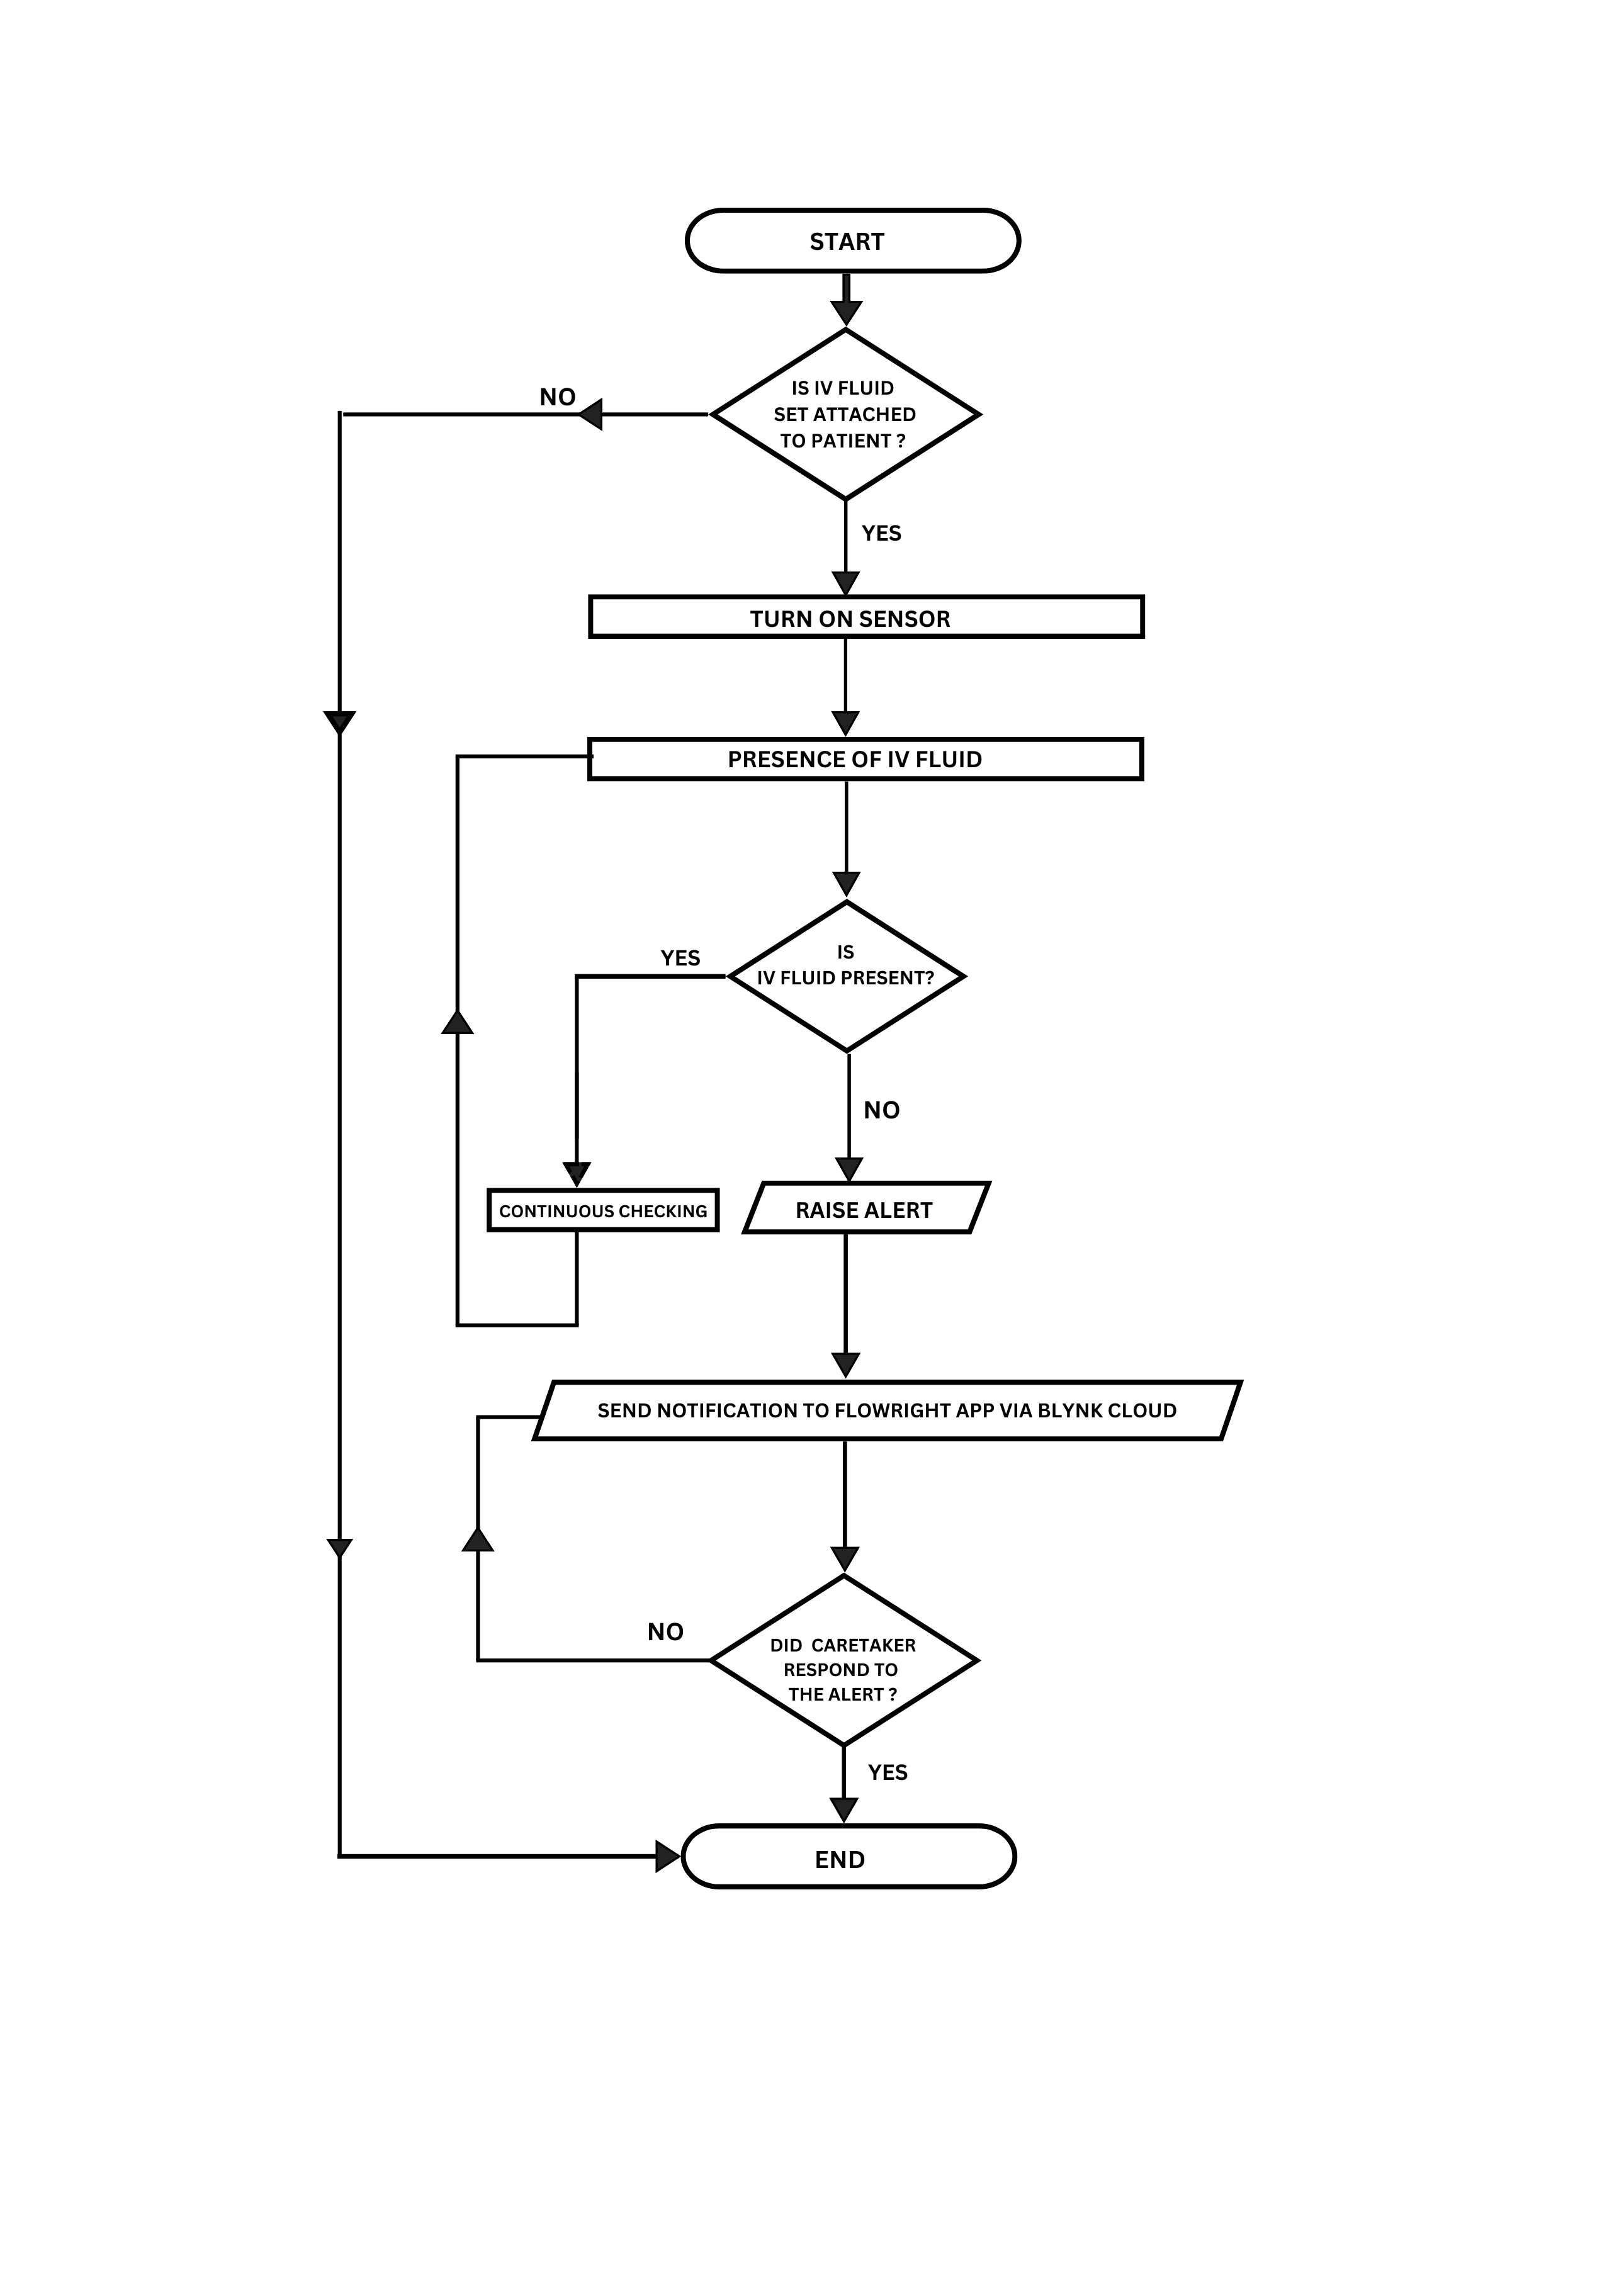 START
IS IV FLUID
SET ATTACHED
TO PATIENT ?
NO
YES
TURN ON SENSOR
PRESENCE OF IV FLUID
IS
IV FLUID PRESENT?
YES
NO
CONTINUOUS CHECKING
RAISE ALERT
SEND NOTIFICATION TO FLOWRIGHT APP VIA BLYNK CLOUD
NO
DID CARETAKER
RESPOND TO
THE ALERT ?
YES
END